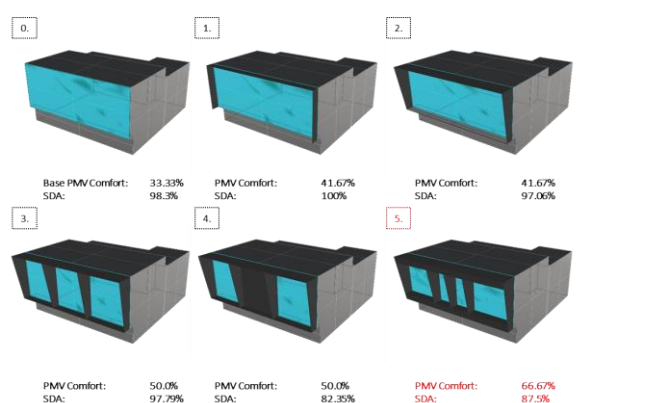 0. 1. 2.
Base PMV Comfort: 33.33% PMV Comfort: 41.67% PMV Comfort: 41.67%
SDA: 98.3% SDA: 100% SDA: 97.06%
3. 4. 5.
PMV Comfort: 50.0% PMV Comfort: 50.0% PMV Comfort: 66.67%
SDA: 97.79% SDA: 82.35% SDA: 87.5%